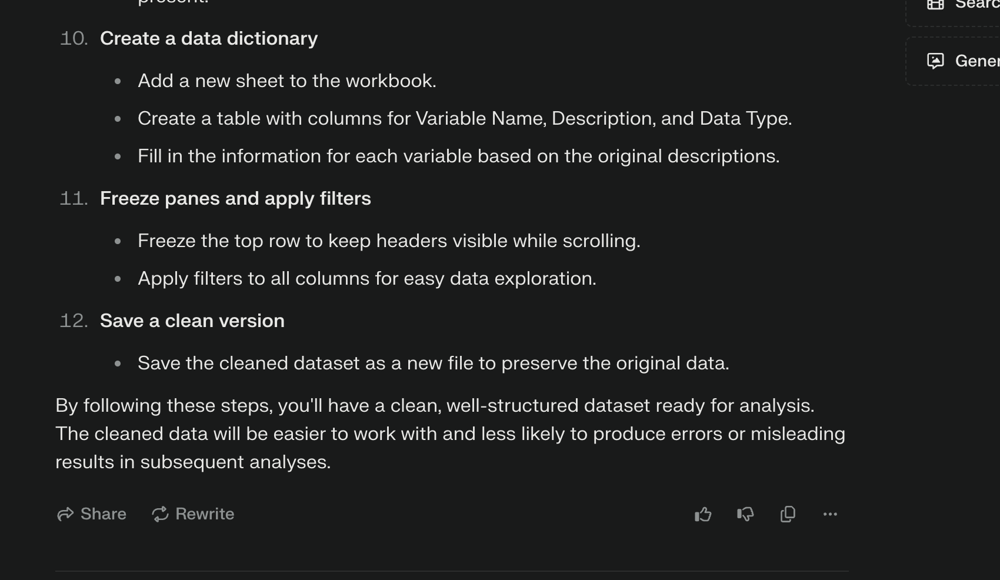 present.
10. Create a data dictionary
• Add a new sheet to the workbook.
• Create a table with columns for Variable Name, Description, and Data Type.
• Fill in the information for each variable based on the original descriptions.
11. Freeze panes and apply filters
• Freeze the top row to keep headers visible while scrolling.
• Apply filters to all columns for easy data exploration.
12. Save a clean version
• Save the cleaned dataset as a new file to preserve the original data.
By following these steps, you'll have a clean, well-structured dataset ready for analysis.
The cleaned data will be easier to work with and less likely to produce errors or misleading
results in subsequent analyses.
Share Rewrite
Searc
Gener